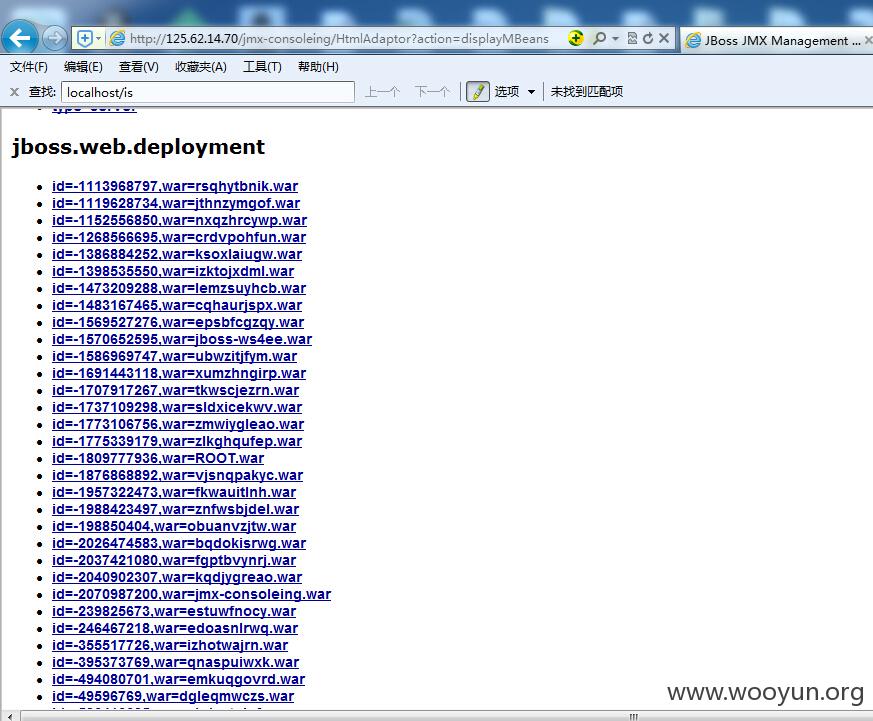 http://125.62.14.70/jmx-consoleing/HtmlAdaptor?action=displayMBeans
JBoss JMX Management ...
文件(F) 编辑(E) 查看(V) 收藏夹(A) 工具(T) 帮助(H)
查找: localhost/is 上一个 下一个 选项 未找到匹配项
type=server
jboss.web.deployment
id=-1113968797,war=rsqhytbnik.war
id=-1119628734,war=jthnzymgof.war
id=-1152556850,war=nxqzhrcywp.war
id=-1268566695,war=crdvpohfun.war
id=-1386884252,war=ksoxlaiugw.war
id=-1398535550,war=izktojxdml.war
id=-1473209288,war=lemzsuyhcb.war
id=-1483167465,war=cqhaurjspx.war
id=-1569527276,war=epsbfcgzqy.war
id=-1570652595,war=jboss-ws4ee.war
id=-1586969747,war=ubwzitjfym.war
id=-1691443118,war=xumzhngirp.war
id=-1707917267,war=tkwscjezrn.war
id=-1737109298,war=sldxicekwv.war
id=-1773106756,war=zmwiygleao.war
id=-1775339179,war=zlkghqufep.war
id=-1809777936,war=ROOT.war
id=-1876868892,war=vjsnqpakyc.war
id=-1957322473,war=fkwauitlnh.war
id=-1988423497,war=znfwsbjdel.war
id=-198850404,war=obuanvzjtw.war
id=-2026474583,war=bqdokisrwg.war
id=-2037421080,war=fgptbvynrj.war
id=-2040902307,war=kqdjygreao.war
id=-2070987200,war=jmx-consoleing.war
id=-239825673,war=estuwfnocy.war
id=-246467218,war=edoasnlrwq.war
id=-355517726,war=izhotwajrn.war
id=-395373769,war=qnaspuiwxk.war
id=-494080701,war=emkuqgovrd.war
id=-49596769,war=dgleqmwczs.war
www.wooyun.org